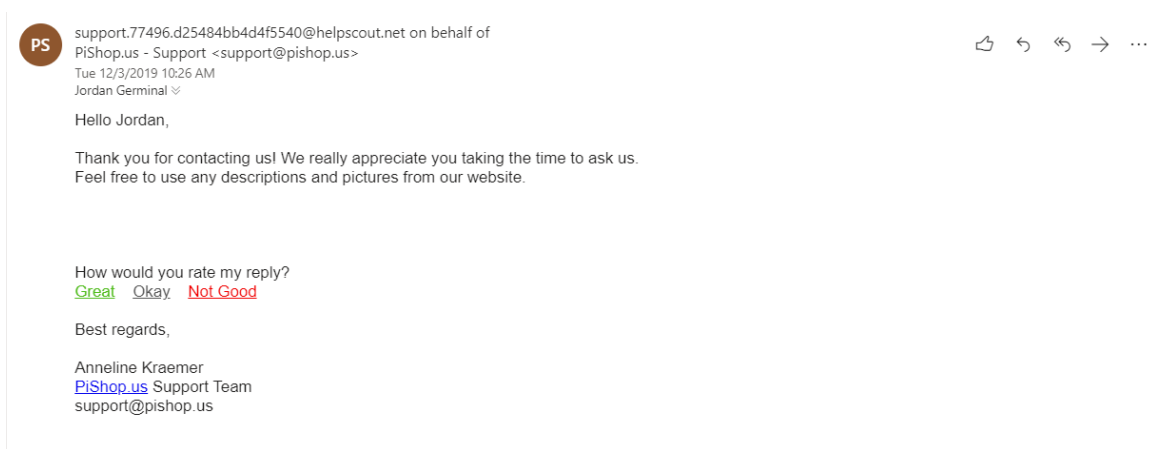 PS
support.77496.d25484bb4d4f5540@helpscout.net on behalf of
PiShop.us - Support <support@pishop.us>
Tue 12/3/2019 10:26 AM
Jordan Germinal
Hello Jordan,
Thank you for contacting us! We really appreciate you taking the time to ask us.
Feel free to use any descriptions and pictures from our website.
How would you rate my reply?
Great Okay Not Good
Best regards,
Anneline Kraemer
PiShop.us Support Team
support@pishop.us